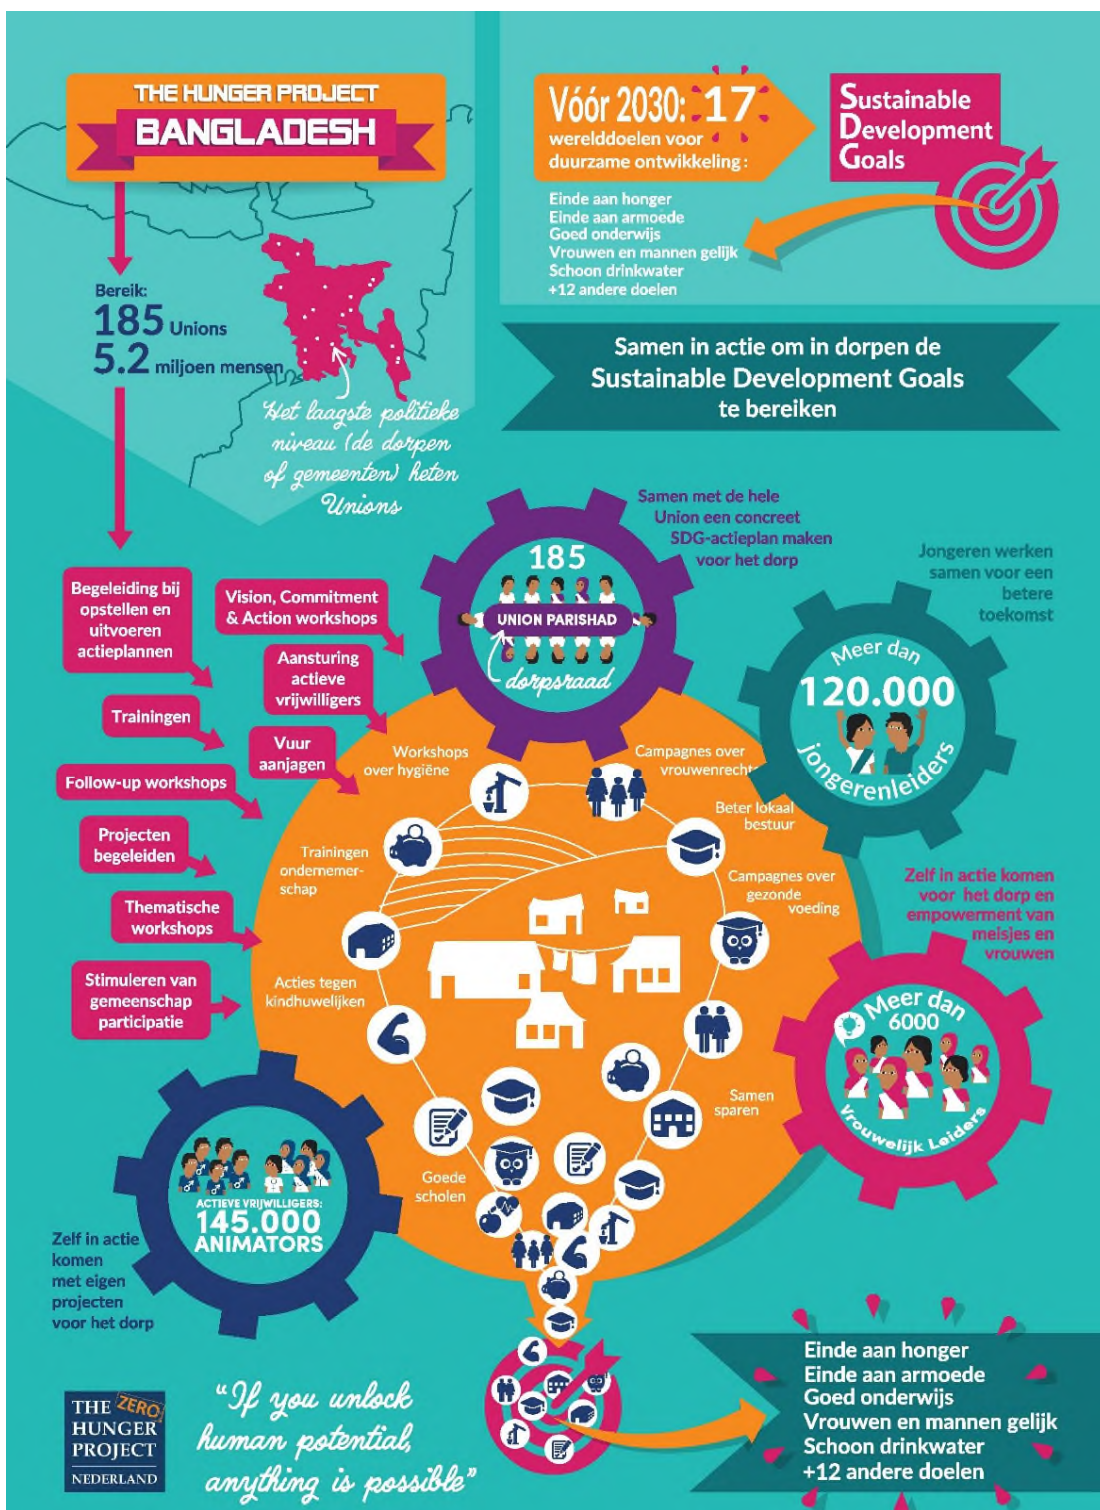 THE HUNGER PROJECT
BANGLADESH
Vóór 2030: 17
werelddoelen voor
duurzame ontwikkeling:
Sustainable
Development
Goals
Einde aan honger
Einde aan armoede
Goed onderwijs
Vrouwen en mannen gelijk
Schoon drinkwater
+12 andere doelen
Bereik:
185 Unions
5.2 miljoen mensen
Het laagste politieke
niveau (de dorpen
of gemeenten) heten
Unions
Samen in actie om in dorpen de
Sustainable Development Goals
te bereiken
Samen met de hele
Union een concreet
SDG-actieplan maken
voor het dorp
185
UNION PARISHAD
dorpsraad
Jongeren werken
samen voor een
betere
toekomst
Meer dan
120.000
jongerenleiders
Begeleiding bij
opstellen en
uitvoeren
actieplannen
Vision, Commitment
& Action workshops
Aansturing
actieve
vrijwilligers
Trainingen
Vuur
aanjagen
Follow-up workshops
Projecten
begeleiden
Thematische
workshops
Stimuleren van
gemeenschap
participatie
Workshops
over hygiëne
Campagnes over
vrouwenrecht
Beter lokaal
bestuur
Trainingen
ondernemer-
schap
Campagnes over
gezonde
voeding
Acties tegen
kindhuwelijken
Samen
sparen
Goede
scholen
Zelf in actie komen
voor het dorp en
empowerment van
meisjes en
vrouwen
Meer dan
6000
Vrouwelijk Leiders
ACTIEVE VRIJWILLIGERS:
145.000
ANIMATORS
Zelf in actie
komen
met eigen
projecten
voor het dorp
Einde aan honger
Einde aan armoede
Goed onderwijs
Vrouwen en mannen gelijk
Schoon drinkwater
+12 andere doelen
THE ZERO
HUNGER
PROJECT
NEDERLAND
"If you unlock
human potential,
anything is possible"